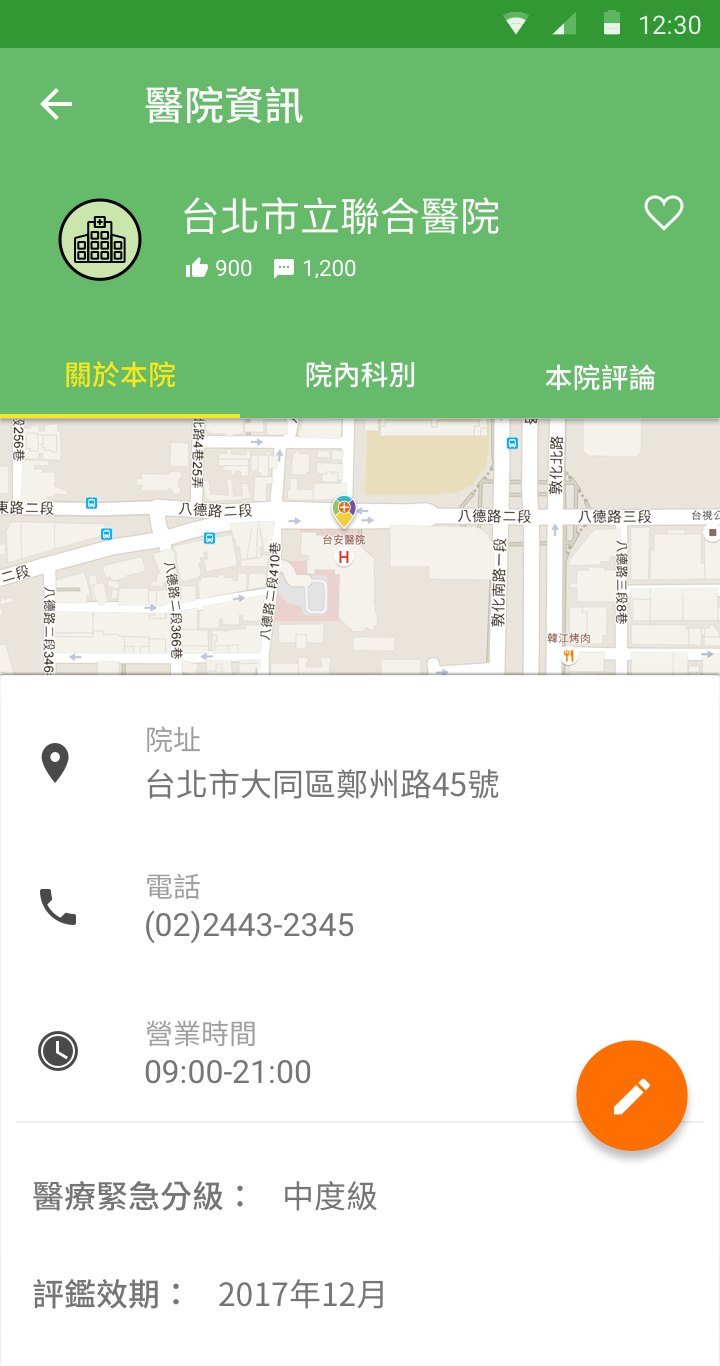 12:30
醫院資訊
台北市立聯合醫院
900 1,200
關於本院 院內科別 本院評論
段256巷
北路4巷25弄
敦化北路
東路二段 八德路二段 八德路二段 八德路三段 台視公
台安醫院
H
二段
八德路二段346巷
八德路二段366巷
八德路二段410巷
敦化南路一段
八德路三段8巷
韓江烤肉
院址
台北市大同區鄭州路45號
電話
(02)2443-2345
營業時間
09:00-21:00
醫療緊急分級： 中度級
評鑑效期： 2017年12月